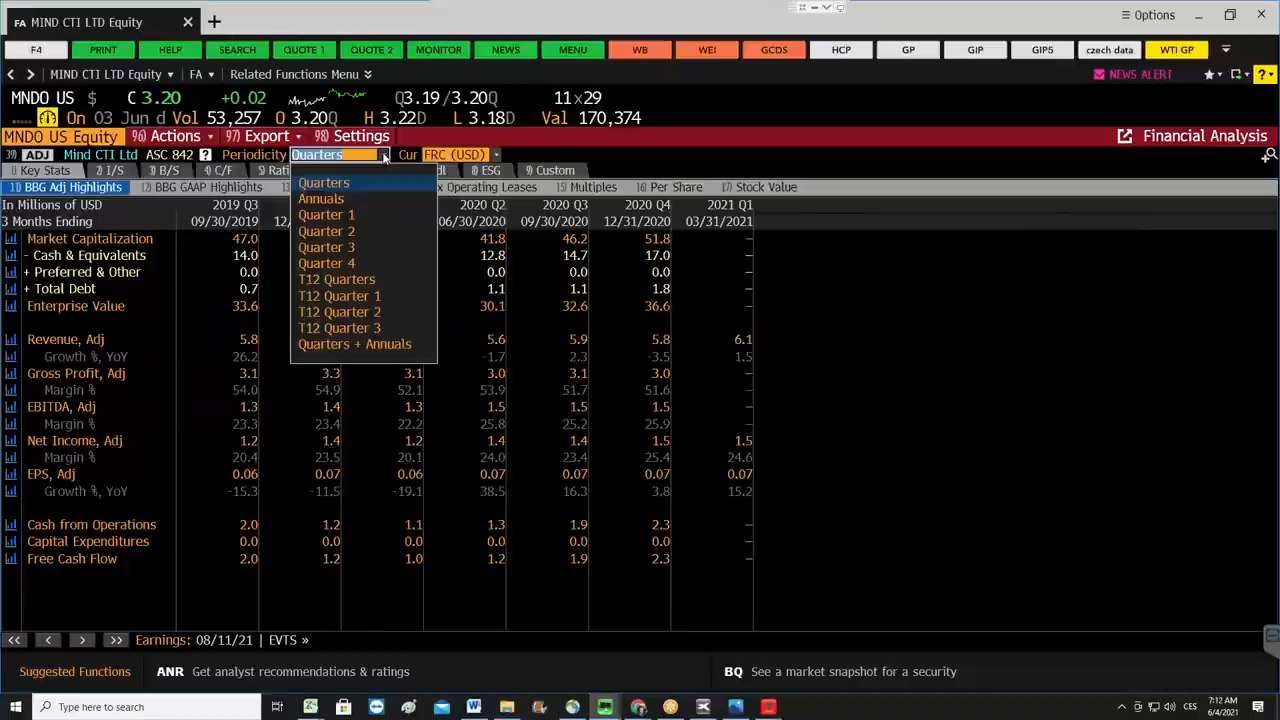 FA MIND CTI LTD Equity
Options
F4 PRINT HELP SEARCH QUOTE 1 QUOTE 2 MONITOR NEWS MENU WB WEI GCDS HCP GP GIP GIP5 czech data WTI GP
MIND CTI LTD Equity FA Related Functions Menu NEWS ALERT
MNDO US $ C 3.20 +0.02 Q3.19/3.20Q 11x29
On 03 Jun d Vol 53,257 O 3.20Q H 3.22D L 3.18D Val 170,374
MNDO US Equity 96) Actions 97) Export 98) Settings Financial Analysis
39) ADJ Mind CTI Ltd ASC 842 ? Periodicity Quarters Cur FRC (USD)
1) Key Stats 2) I/S 3) B/S 4) C/F 5) ESG 9) Custom
11) BBG Adj Highlights 12) BBG GAAP Highlights Operating Leases 15) Multiples 16) Per Share 17) Stock Value
In Millions of USD 2019 Q3 2020 Q2 2020 Q3 2020 Q4 2021 Q1
3 Months Ending 09/30/2019 06/30/2020 09/30/2020 12/31/2020 03/31/2021
Quarters
Annuals
Quarter 1
Quarter 2
Quarter 3
Quarter 4
T12 Quarters
T12 Quarter 1
T12 Quarter 2
T12 Quarter 3
Quarters + Annuals
Market Capitalization 47.0 41.8 46.2 51.8 –
- Cash & Equivalents 14.0 12.8 14.7 17.0 –
+ Preferred & Other 0.0 0.0 0.0 0.0 –
+ Total Debt 0.7 1.1 1.1 1.8 –
Enterprise Value 33.6 30.1 32.6 36.6 –
Revenue, Adj 5.8 5.6 5.9 5.8 6.1
Growth %, YoY 26.2 -1.7 2.3 -3.5 1.5
Gross Profit, Adj 3.1 3.3 3.1 3.0 3.1 3.0 –
Margin % 54.0 54.9 52.1 53.9 51.7 51.6 –
EBITDA, Adj 1.3 1.4 1.3 1.5 1.5 1.5 –
Margin % 23.3 23.4 22.2 25.8 25.2 25.9 –
Net Income, Adj 1.2 1.4 1.2 1.4 1.4 1.5 1.5
Margin % 20.4 23.5 20.1 24.0 23.4 25.4 24.6
EPS, Adj 0.06 0.07 0.06 0.07 0.07 0.07 0.07
Growth %, YoY -15.3 -11.5 -19.1 38.5 16.3 3.8 15.2
Cash from Operations 2.0 1.2 1.1 1.3 1.9 2.3 –
Capital Expenditures 0.0 0.0 0.0 0.0 0.0 0.0 –
Free Cash Flow 2.0 1.2 1.0 1.2 1.9 2.3 –
<< < > >> Earnings: 08/11/21 | EVTS »
Suggested Functions ANR Get analyst recommendations & ratings BQ See a market snapshot for a security
Type here to search CES 7:12 AM
6/4/2021